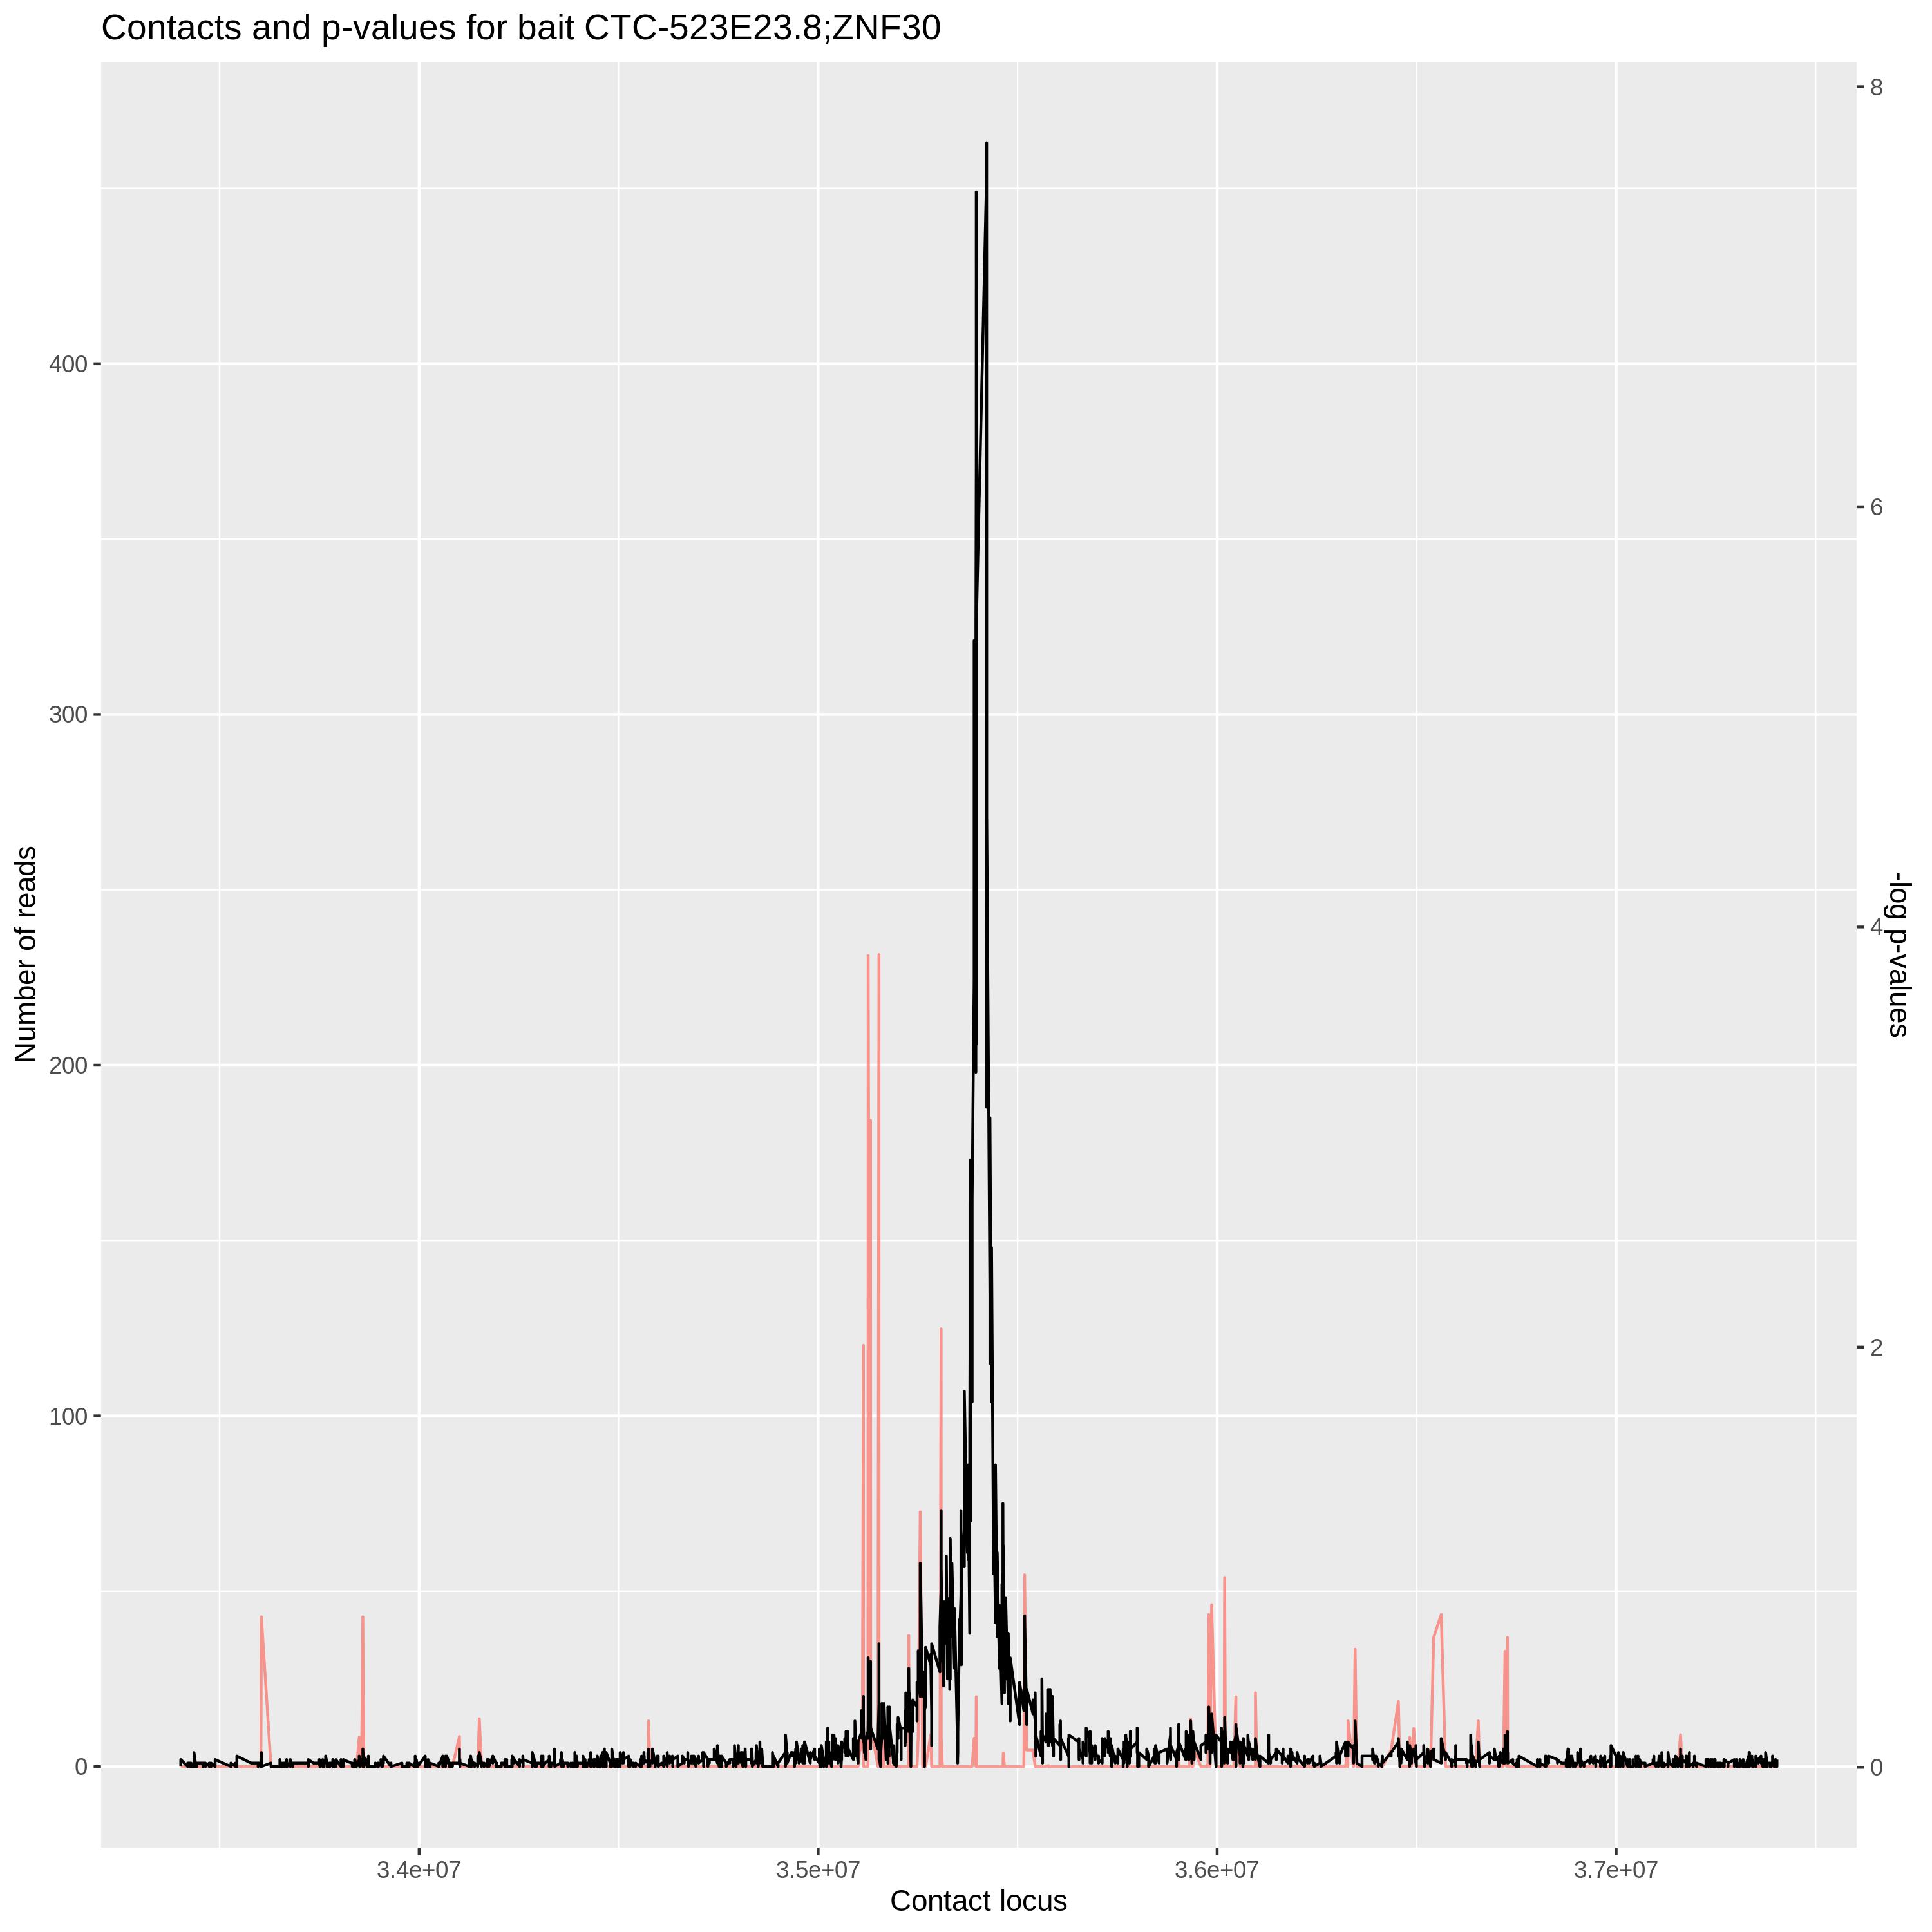 Contacts and p-values for bait CTC-523E23.8;ZNF30
8
400
6
300
Number of reads
-log p-values
4
200
2
100
0
0
3.4e+07
3.5e+07
3.6e+07
3.7e+07
Contact locus